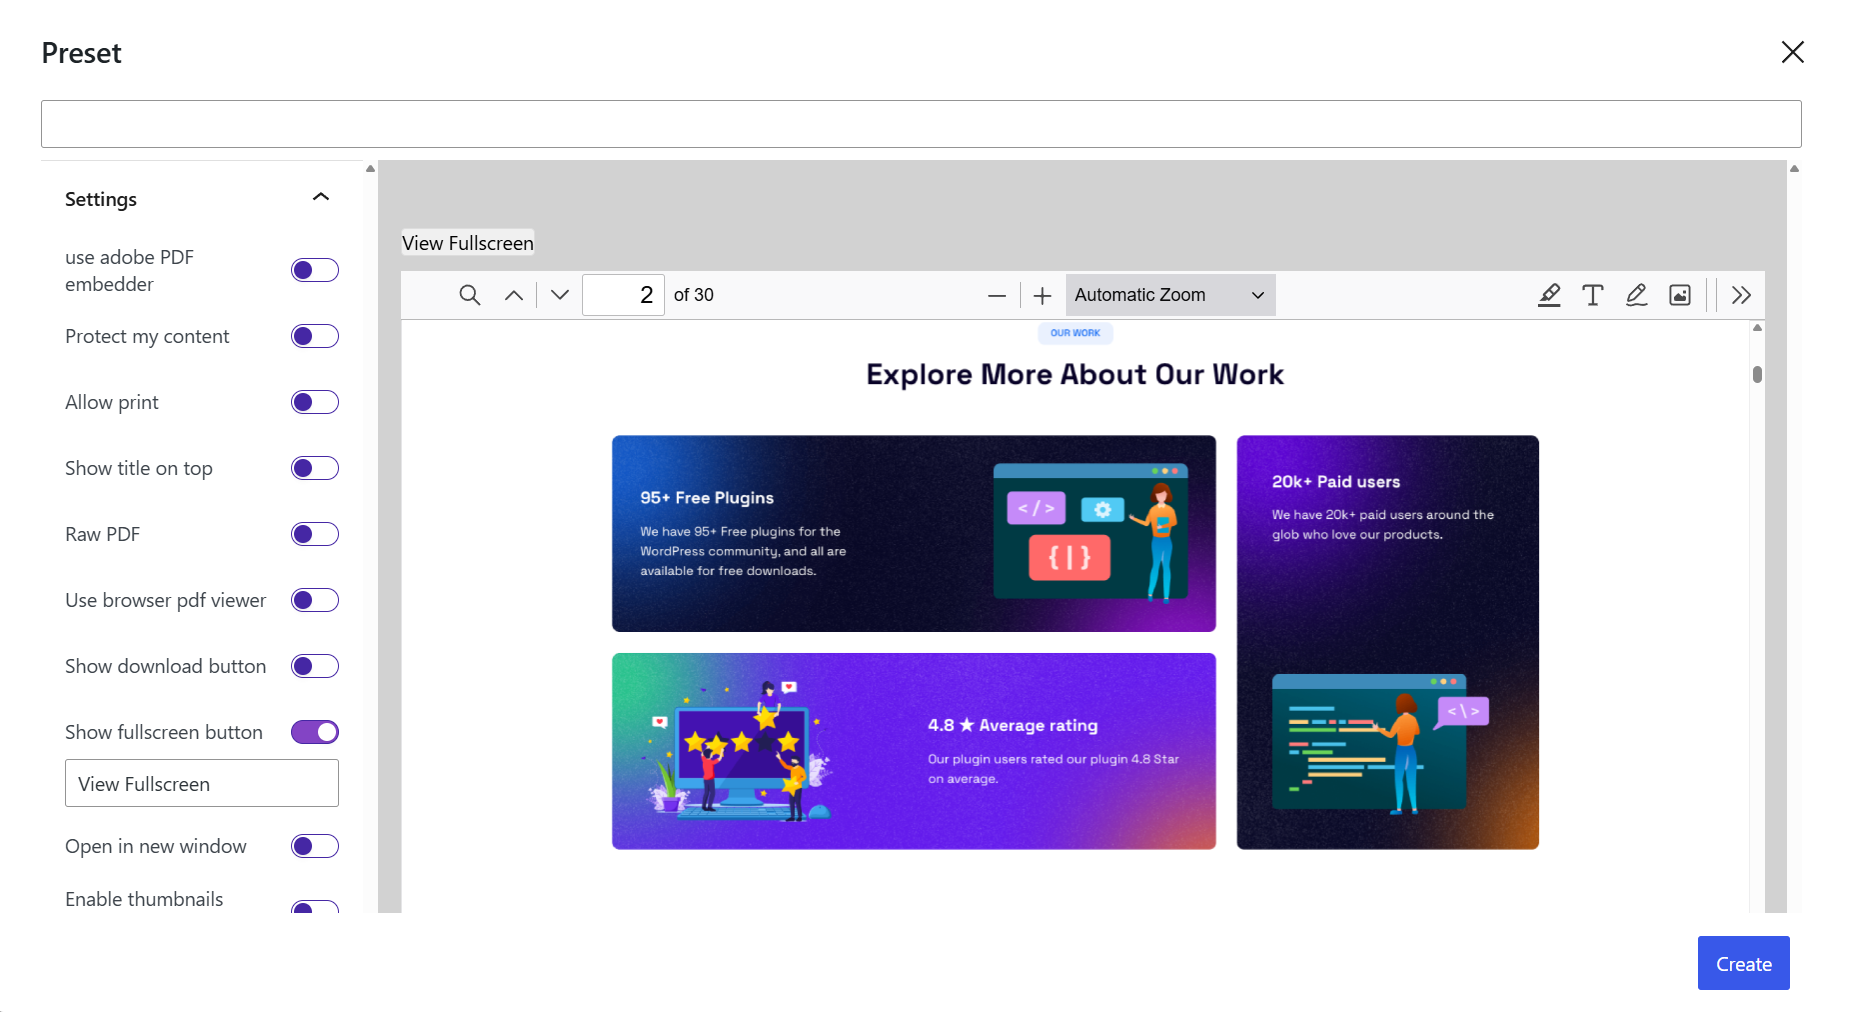 Preset
Settings
use adobe PDF
embedder
Protect my content
Allow print
Show title on top
Raw PDF
Use browser pdf viewer
Show download button
Show fullscreen button
View Fullscreen
Open in new window
Enable thumbnails
View Fullscreen
2 of 30
Automatic Zoom
OUR WORK
Explore More About Our Work
95+ Free Plugins
We have 95+ Free plugins for the
WordPress community, and all are
available for free downloads.
</>
{|}
20k+ Paid users
We have 20k+ paid users around the
glob who love our products.
<\>
4.8 ★ Average rating
Our plugin users rated our plugin 4.8 Star
on average.
Create